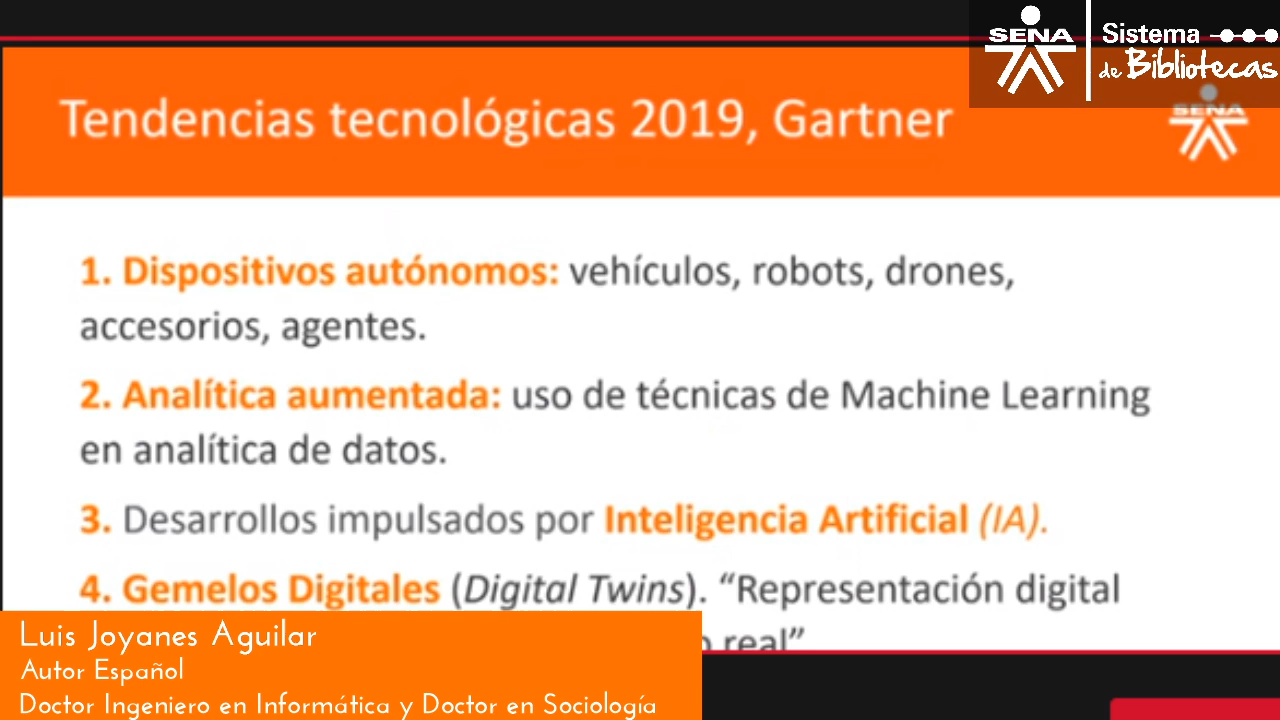 SENA
Sistema
de Bibliotecas
Tendencias tecnológicas 2019, Gartner
SENA
1. Dispositivos autónomos: vehículos, robots, drones,
accesorios, agentes.
2. Analítica aumentada: uso de técnicas de Machine Learning
en analítica de datos.
3. Desarrollos impulsados por Inteligencia Artificial (IA).
4. Gemelos Digitales (Digital Twins). “Representación digital
real”
Luis Joyanes Aguilar
Autor Español
Doctor Ingeniero en Informática y Doctor en Sociología